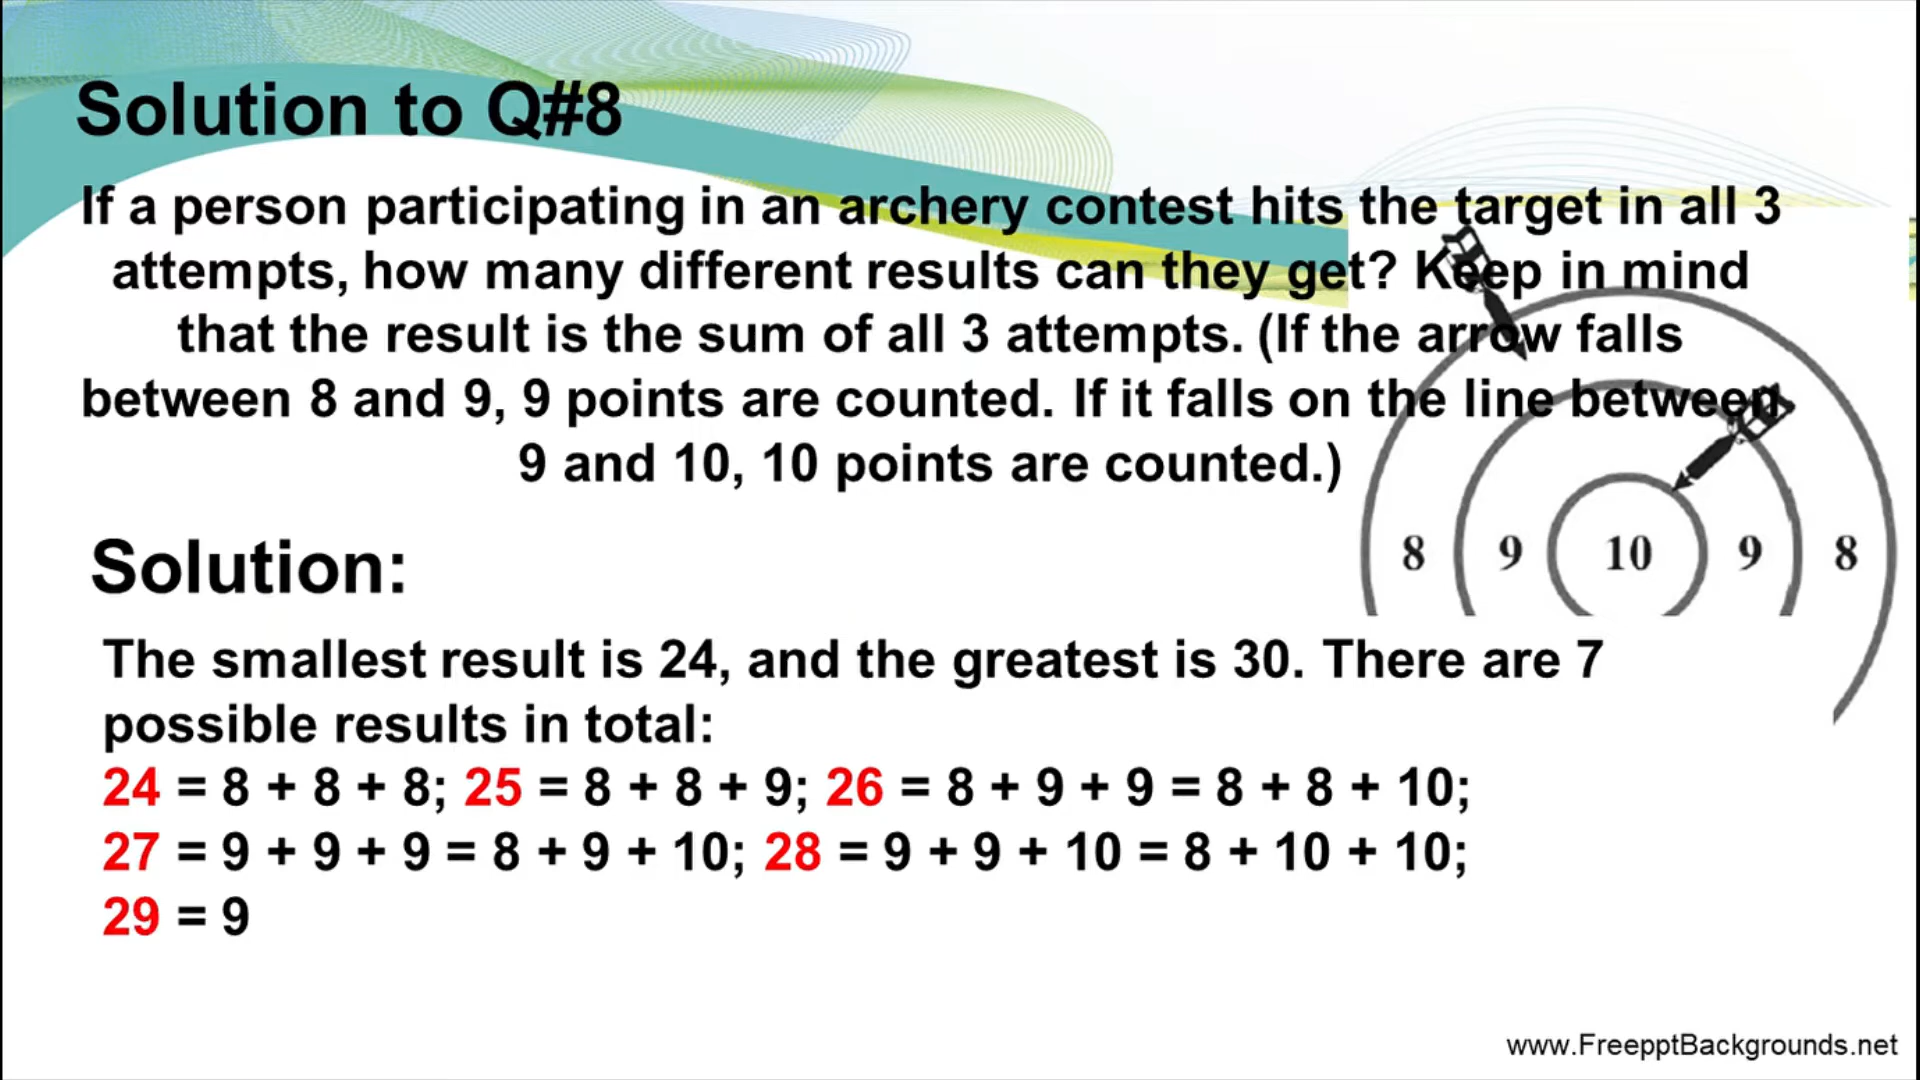 Solution to Q#8
If a person participating in an archery contest hits the target in all 3
attempts, how many different results can they get? Keep in mind
that the result is the sum of all 3 attempts. (If the arrow falls
between 8 and 9, 9 points are counted. If it falls on the line between
9 and 10, 10 points are counted.)
8 9 10 9 8
Solution:
The smallest result is 24, and the greatest is 30. There are 7
possible results in total:
24 = 8 + 8 + 8; 25 = 8 + 8 + 9; 26 = 8 + 9 + 9 = 8 + 8 + 10;
27 = 9 + 9 + 9 = 8 + 9 + 10; 28 = 9 + 9 + 10 = 8 + 10 + 10;
29 = 9
www.FreepptBackgrounds.net